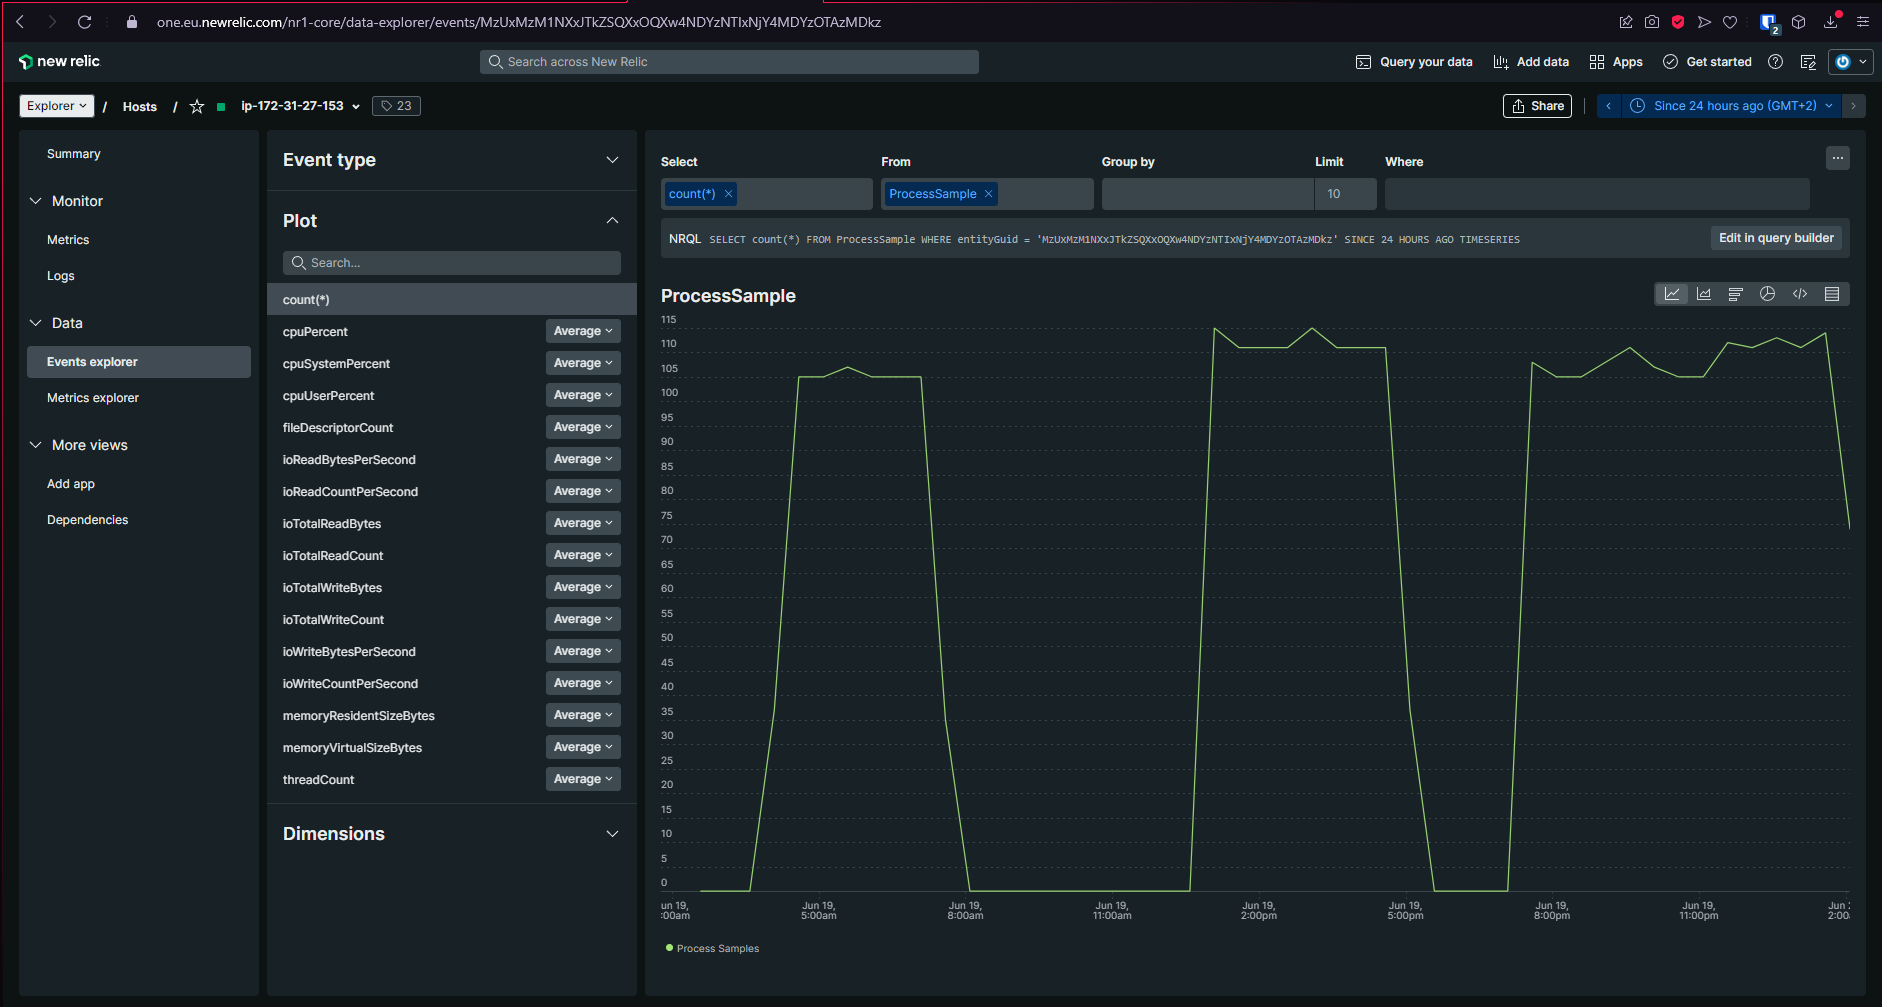 one.eu.newrelic.com/nr1-core/data-explorer/events/MzUxMzM1NXxJTkZSQXxOQXw4NDYzNTIxNjY4MDYzOTAzMDkz
2
new relic
Search across New Relic
Query your data
Add data
Apps
Get started
Explorer / Hosts / ip-172-31-27-153 23
Share
Since 24 hours ago (GMT+2)
Summary
Monitor
Metrics
Logs
Data
Events explorer
Metrics explorer
More views
Add app
Dependencies
Event type
Plot
Search...
count(*)
cpuPercent Average
cpuSystemPercent Average
cpuUserPercent Average
fileDescriptorCount Average
ioReadBytesPerSecond Average
ioReadCountPerSecond Average
ioTotalReadBytes Average
ioTotalReadCount Average
ioTotalWriteBytes Average
ioTotalWriteCount Average
ioWriteBytesPerSecond Average
ioWriteCountPerSecond Average
memoryResidentSizeBytes Average
memoryVirtualSizeBytes Average
threadCount Average
Dimensions
Select From Group by Limit Where
count(*) × ProcessSample × 10
...
NRQL SELECT count(*) FROM ProcessSample WHERE entityGuid = 'MzUxMzM1NXxJTkZSQXxOQXw4NDYzNTIxNjY4MDYzOTAzMDkz' SINCE 24 HOURS AGO TIMESERIES
Edit in query builder
ProcessSample
115
110
105
100
95
90
85
80
75
70
65
60
55
50
45
40
35
30
25
20
15
10
5
0
un 19, Jun 19, Jun 19, Jun 19, Jun 19, Jun 19, Jun 19, Jun 19, Jun
:00am 5:00am 8:00am 11:00am 2:00pm 5:00pm 8:00pm 11:00pm 2:00
Process Samples